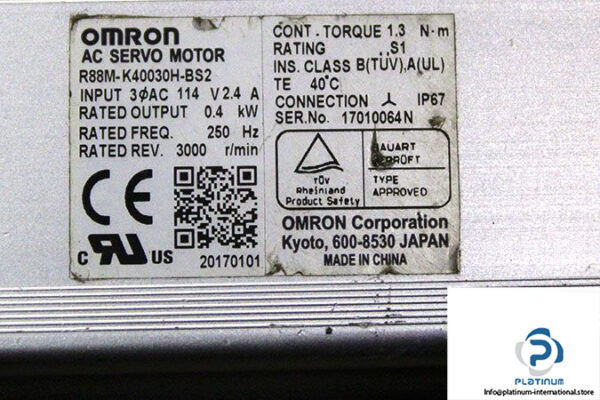 OMRON
AC SERVO MOTOR
R88M-K40030H-BS2
INPUT 3ØAC 114 V 2.4 A
RATED OUTPUT 0.4 kW
RATED FREQ. 250 Hz
RATED REV. 3000 r/min
CE
C RU US
20170101
CONT. TORQUE 1.3 N·m
RATING S1
INS. CLASS B(TÜV),A(UL)
TE 40°C
CONNECTION IP67
SER.No. 17010064N
TÜV
Rheinland
Product Safety
BAUART
GEPRÜFT
TYPE
APPROVED
OMRON Corporation
Kyoto, 600-8530 JAPAN
MADE IN CHINA
PLATINUM
Info@platinum-international.store